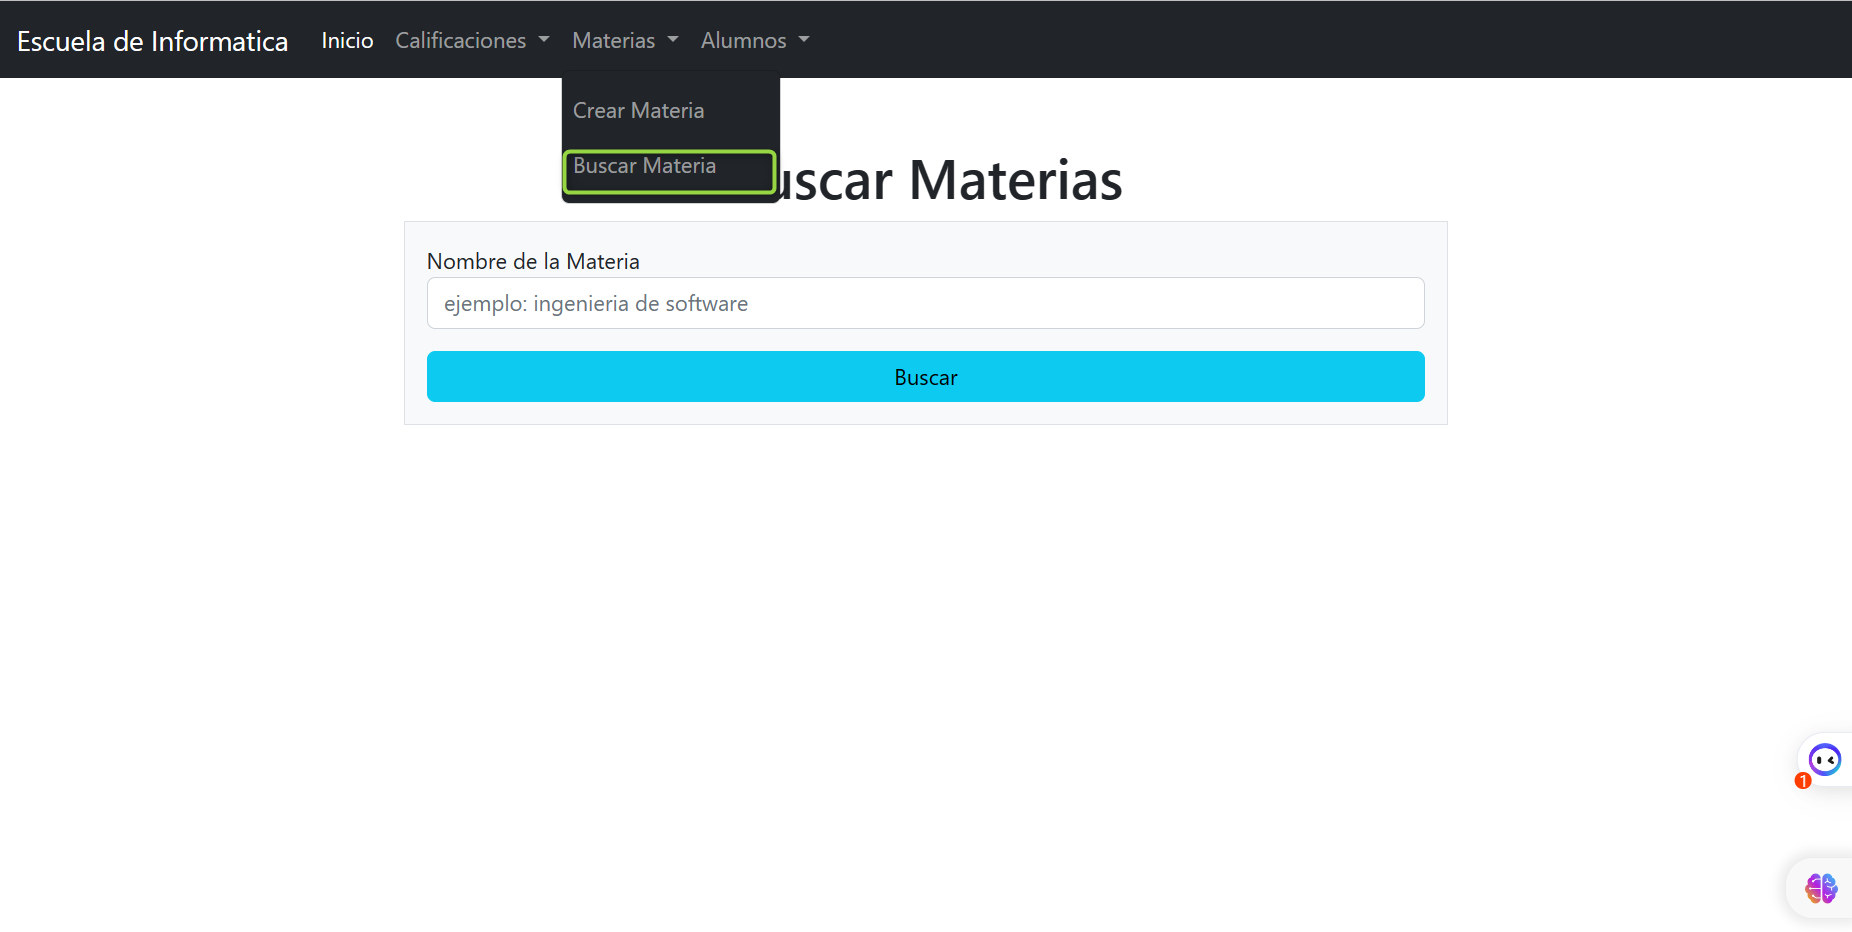 Escuela de Informatica Inicio Calificaciones Materias Alumnos
Crear Materia
Buscar Materia
uscar Materias
Nombre de la Materia
ejemplo: ingenieria de software
Buscar
1